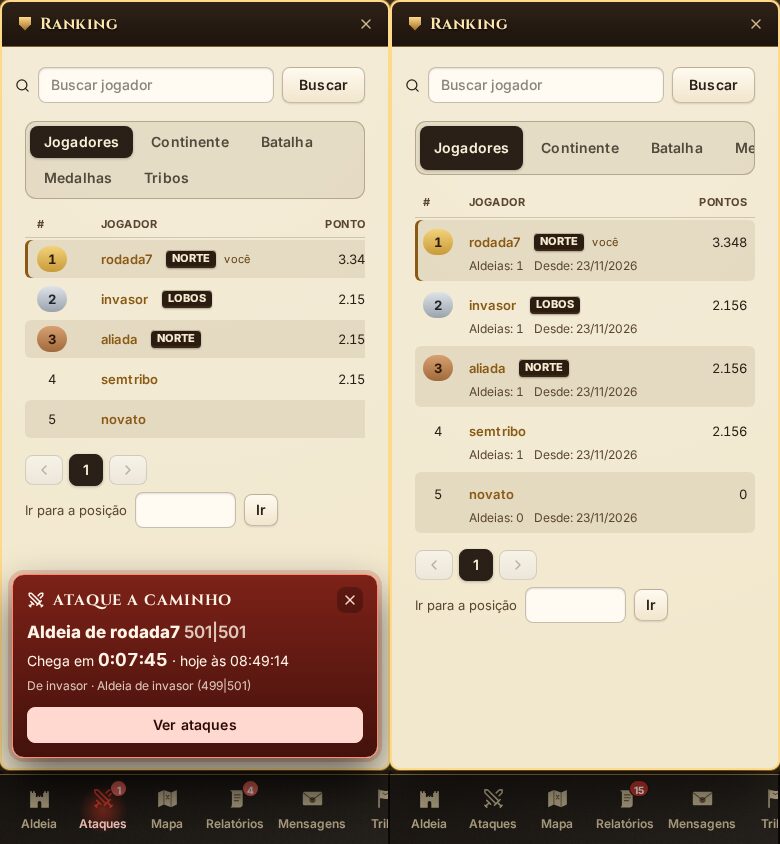 Ranking
Buscar jogador Buscar
Jogadores Continente Batalha
Medalhas Tribos
# JOGADOR PONTO
1 rodada7 NORTE você 3.34
2 invasor LOBOS 2.15
3 aliada NORTE 2.15
4 semtribo 2.15
5 novato
1
Ir para a posição Ir
ATAQUE A CAMINHO
Aldeia de rodada7 501|501
Chega em 0:07:45 · hoje às 08:49:14
De invasor · Aldeia de invasor (499|501)
Ver ataques
1 4
Aldeia Ataques Mapa Relatórios Mensagens Tri
Ranking
Buscar jogador Buscar
Jogadores Continente Batalha Me
# JOGADOR PONTOS
1 rodada7 NORTE você 3.348
Aldeias: 1 Desde: 23/11/2026
2 invasor LOBOS 2.156
Aldeias: 1 Desde: 23/11/2026
3 aliada NORTE 2.156
Aldeias: 1 Desde: 23/11/2026
4 semtribo 2.156
Aldeias: 1 Desde: 23/11/2026
5 novato 0
Aldeias: 0 Desde: 23/11/2026
1
Ir para a posição Ir
15
Aldeia Ataques Mapa Relatórios Mensagens Tri